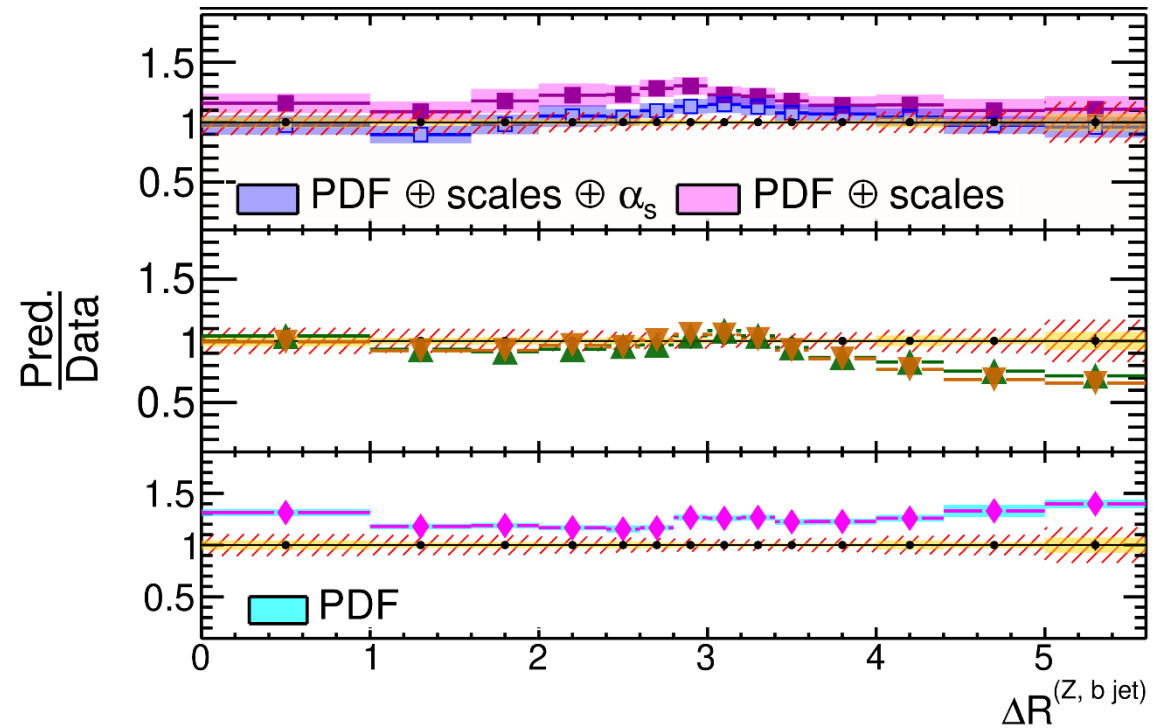 1.5
1
0.5
PDF ⊕ scales ⊕ αs PDF ⊕ scales
1.5
1
0.5
Pred.
Data
1.5
1
0.5
PDF
0 1 2 3 4 5
ΔR(Z, b jet)